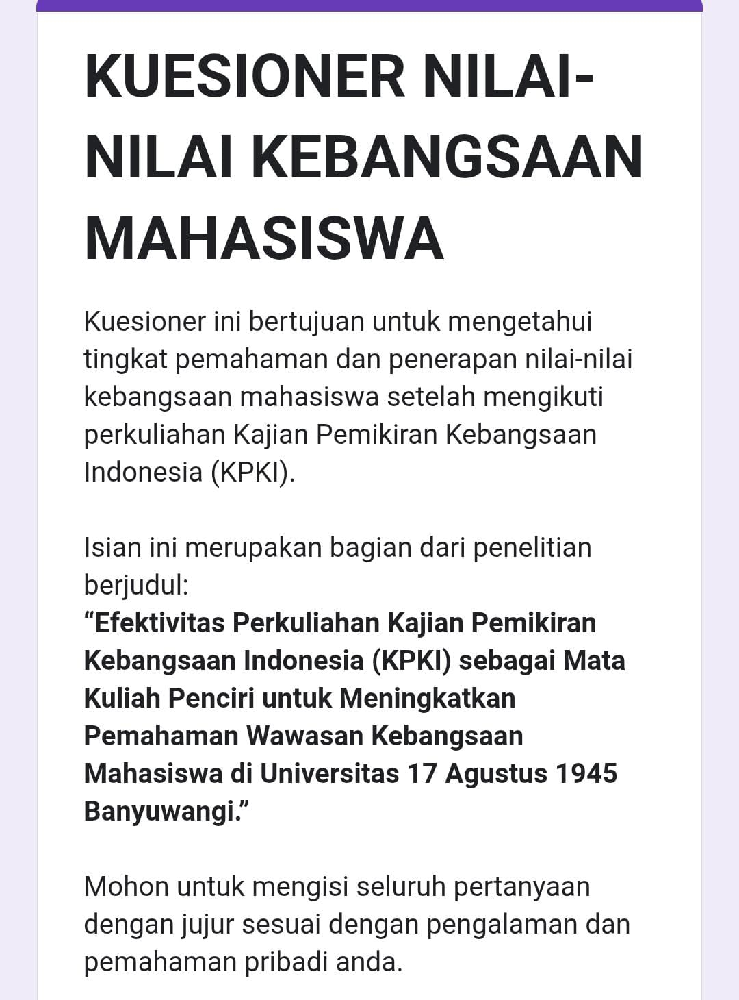 KUESIONER NILAI-
NILAI KEBANGSAAN
MAHASISWA
Kuesioner ini bertujuan untuk mengetahui
tingkat pemahaman dan penerapan nilai-nilai
kebangsaan mahasiswa setelah mengikuti
perkuliahan Kajian Pemikiran Kebangsaan
Indonesia (KPKI).
Isian ini merupakan bagian dari penelitian
berjudul:
“Efektivitas Perkuliahan Kajian Pemikiran
Kebangsaan Indonesia (KPKI) sebagai Mata
Kuliah Penciri untuk Meningkatkan
Pemahaman Wawasan Kebangsaan
Mahasiswa di Universitas 17 Agustus 1945
Banyuwangi.”
Mohon untuk mengisi seluruh pertanyaan
dengan jujur sesuai dengan pengalaman dan
pemahaman pribadi anda.